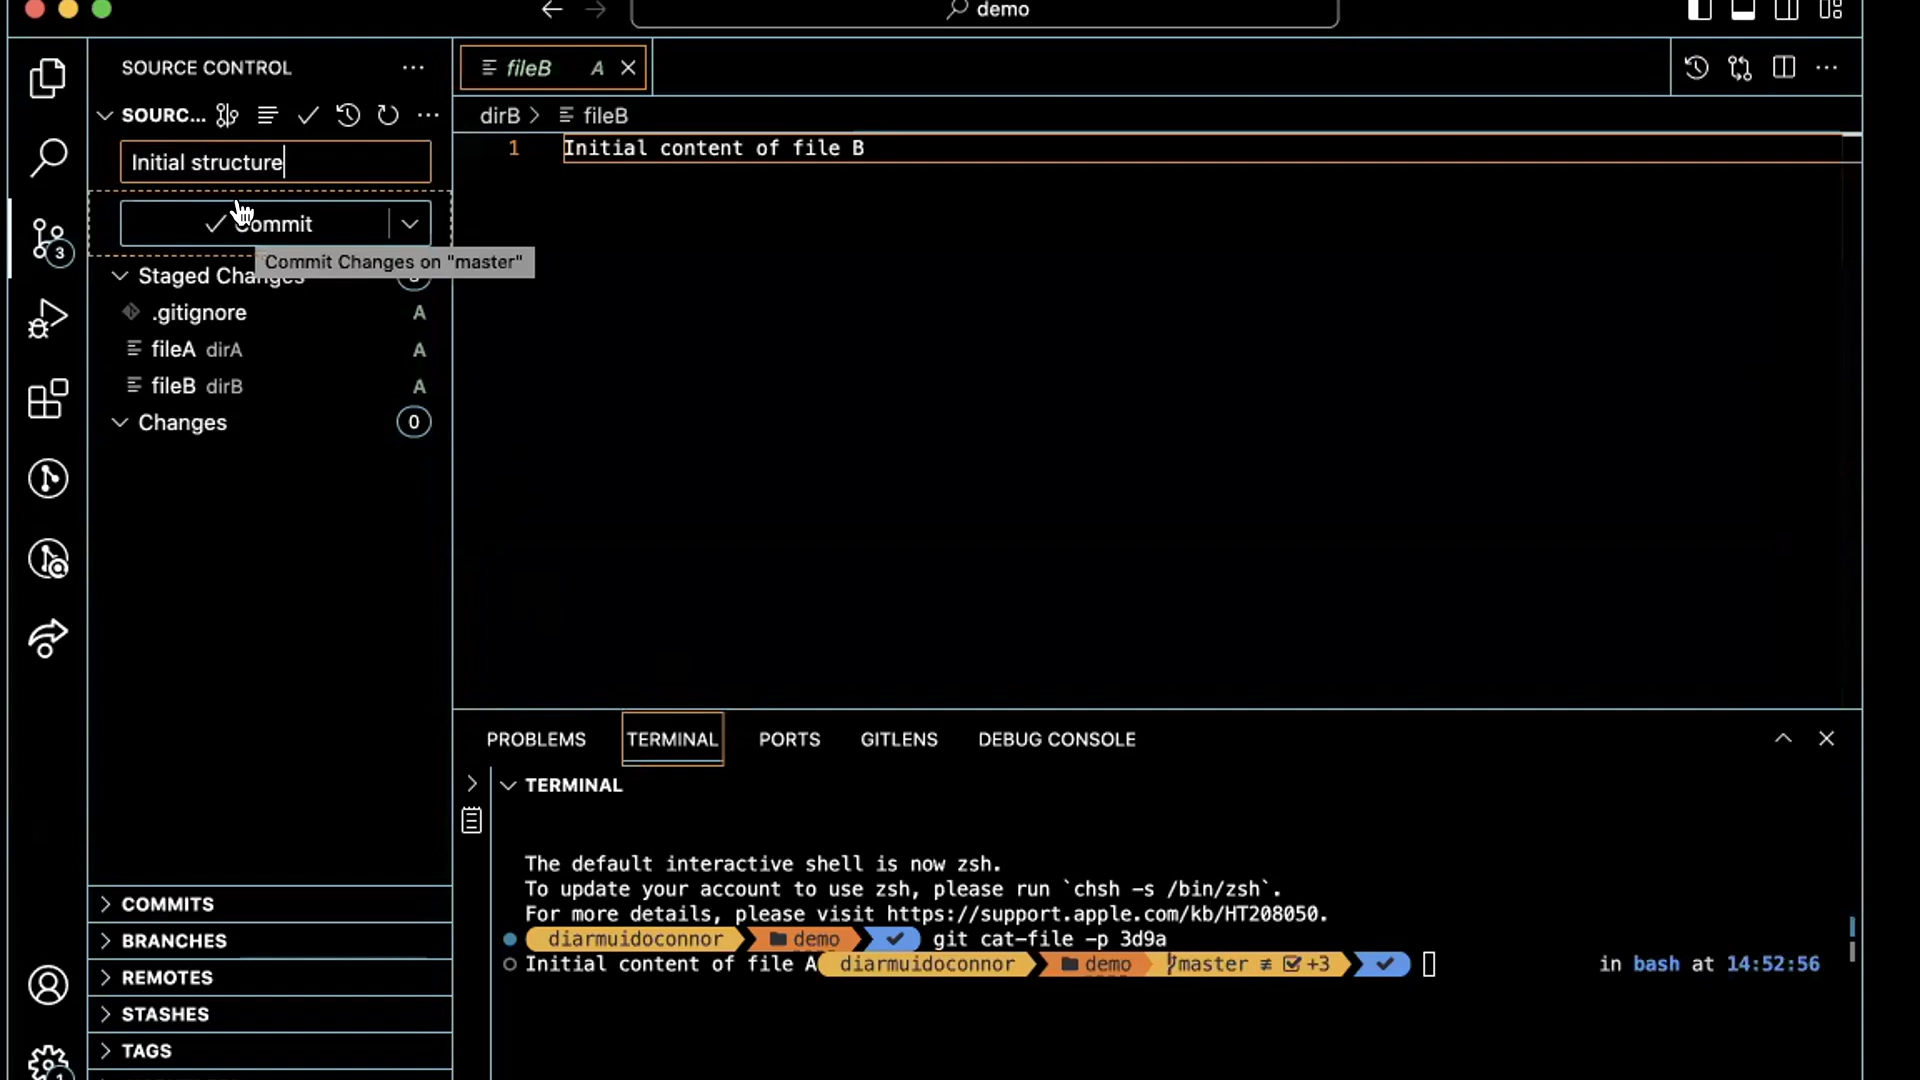 demo
SOURCE CONTROL
SOURC...
Initial structure
Commit
Commit Changes on "master"
Staged Changes
.gitignore A
fileA dirA A
fileB dirB A
Changes 0
3
COMMITS
BRANCHES
REMOTES
STASHES
TAGS
1
fileB A
dirB > fileB
1 Initial content of file B
PROBLEMS TERMINAL PORTS GITLENS DEBUG CONSOLE
TERMINAL
The default interactive shell is now zsh.
To update your account to use zsh, please run `chsh -s /bin/zsh`.
For more details, please visit https://support.apple.com/kb/HT208050.
diarmuidoconnor demo git cat-file -p 3d9a
Initial content of file A diarmuidoconnor demo master ≢ +3 in bash at 14:52:56